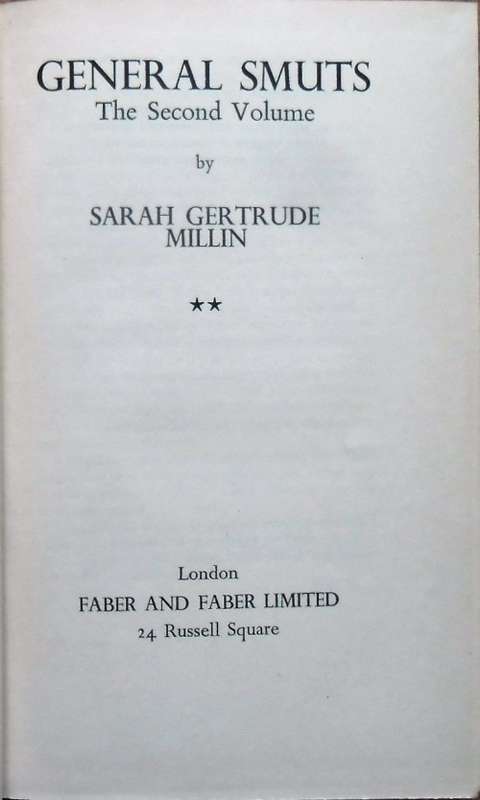 GENERAL SMUTS
The Second Volume
by
SARAH GERTRUDE
MILLIN
★★
London
FABER AND FABER LIMITED
24 Russell Square